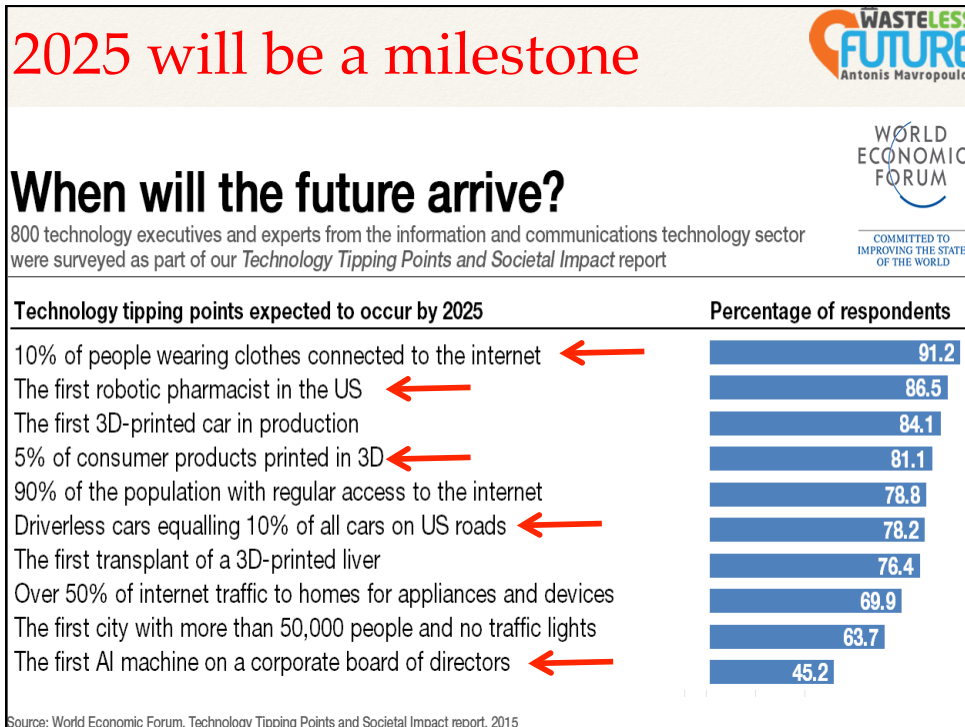 2025 will be a milestone
WASTELESS
FUTURE
Antonis Mavropoulo
WORLD
ECONOMIC
FORUM
COMMITTED TO
IMPROVING THE STATE
OF THE WORLD
When will the future arrive?
800 technology executives and experts from the information and communications technology sector
were surveyed as part of our Technology Tipping Points and Societal Impact report
Technology tipping points expected to occur by 2025 Percentage of respondents
10% of people wearing clothes connected to the internet 91.2
The first robotic pharmacist in the US 86.5
The first 3D-printed car in production 84.1
5% of consumer products printed in 3D 81.1
90% of the population with regular access to the internet 78.8
Driverless cars equalling 10% of all cars on US roads 78.2
The first transplant of a 3D-printed liver 76.4
Over 50% of internet traffic to homes for appliances and devices 69.9
The first city with more than 50,000 people and no traffic lights 63.7
The first AI machine on a corporate board of directors 45.2
Source: World Economic Forum, Technology Tipping Points and Societal Impact report, 2015